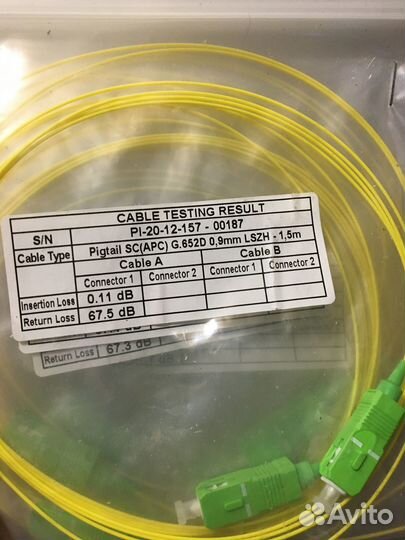 CABLE TESTING RESULT
S/N PI-20-12-157 - 00187
Cable Type Pigtail SC(APC) G.652D 0,9mm LSZH - 1,5m
Cable A Cable B
Connector 1 Connector 2 Connector 1 Connector 2
Insertion Loss 0.11 dB
Return Loss 67.5 dB
Return Loss 67.3 dB
Avito